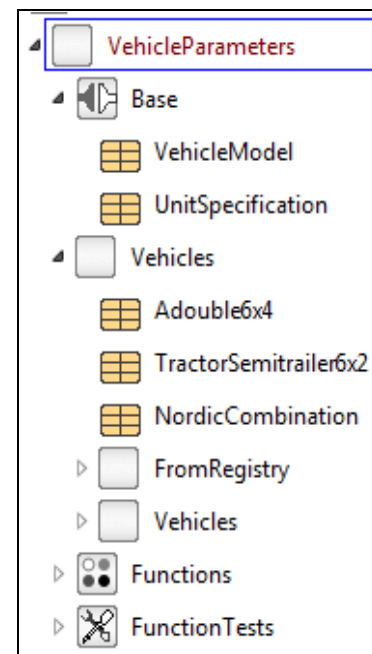 VehicleParameters
Base
VehicleModel
UnitSpecification
Vehicles
Adouble6x4
TractorSemitrailer6x2
NordicCombination
FromRegistry
Vehicles
Functions
FunctionTests